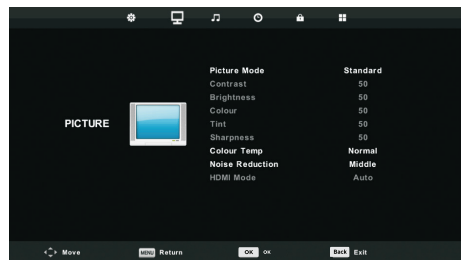 Picture Mode Standard
Contrast 50
Brightness 50
Colour 50
Tint 50
Sharpness 50
Colour Temp Normal
Noise Reduction Middle
HDMI Mode Auto
PICTURE
Move MENU Return OK OK Back Exit